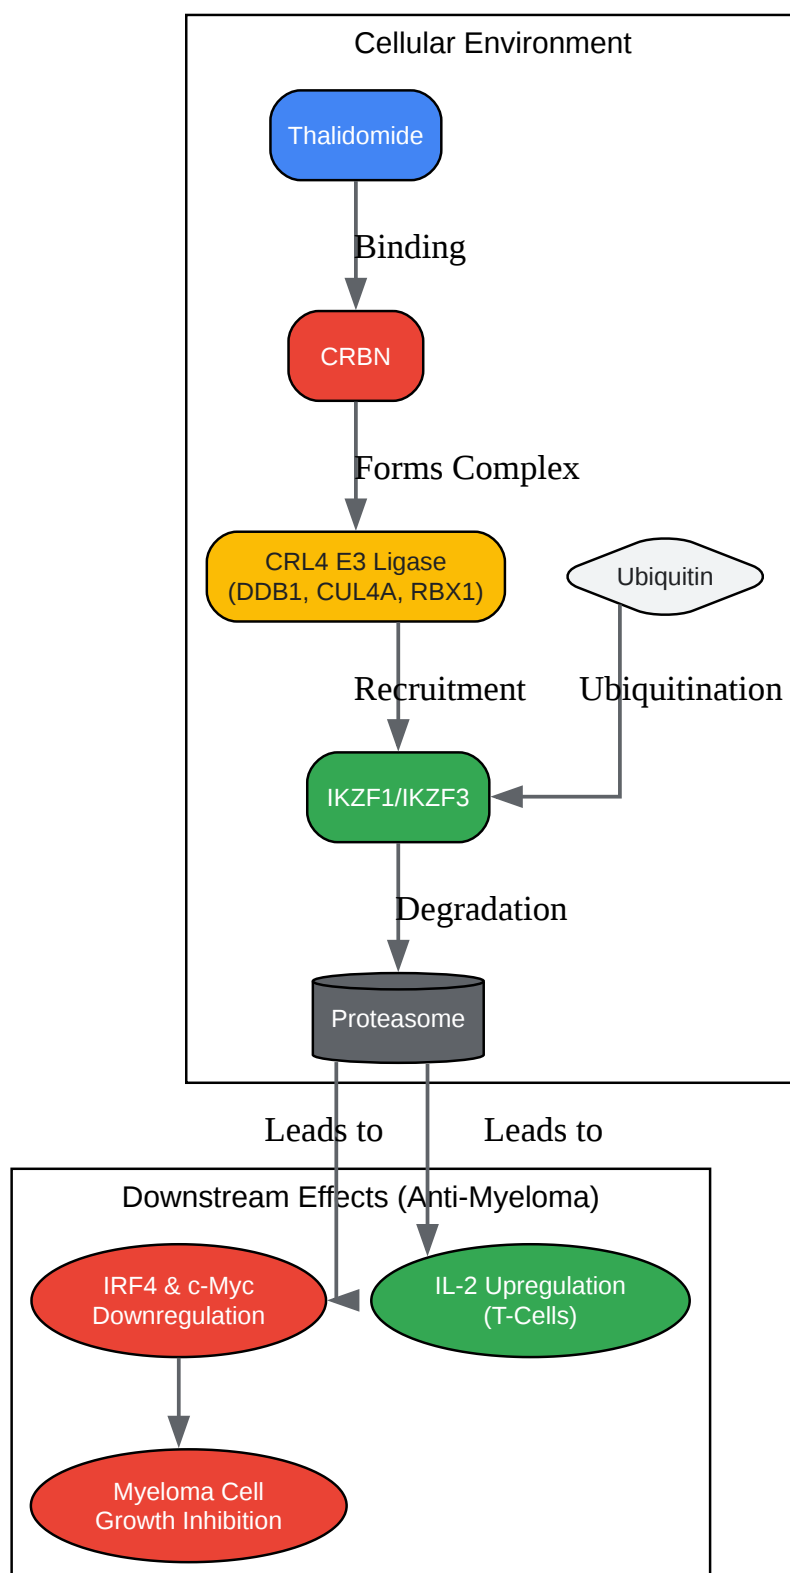 Cellular Environment
Thalidomide
Binding
CRBN
Forms Complex
CRL4 E3 Ligase
(DDB1, CUL4A, RBX1)
Ubiquitin
Recruitment
Ubiquitination
IKZF1/IKZF3
Degradation
Proteasome
Leads to
Leads to
Downstream Effects (Anti-Myeloma)
IRF4 & c-Myc
Downregulation
IL-2 Upregulation
(T-Cells)
Myeloma Cell
Growth Inhibition